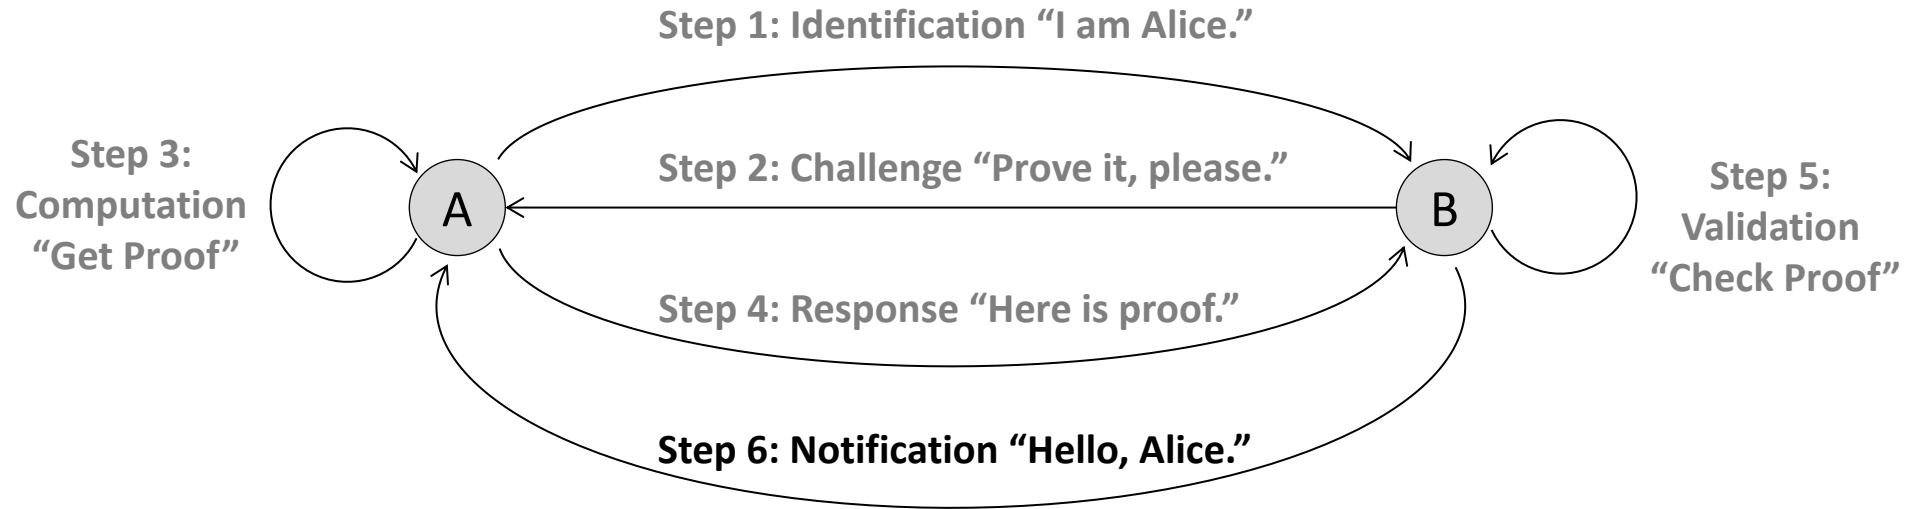 Step 1: Identification “I am Alice.”
Step 3:
Computation
“Get Proof”
A
Step 2: Challenge “Prove it, please.”
B
Step 5:
Validation
“Check Proof”
Step 4: Response “Here is proof.”
Step 6: Notification “Hello, Alice.”